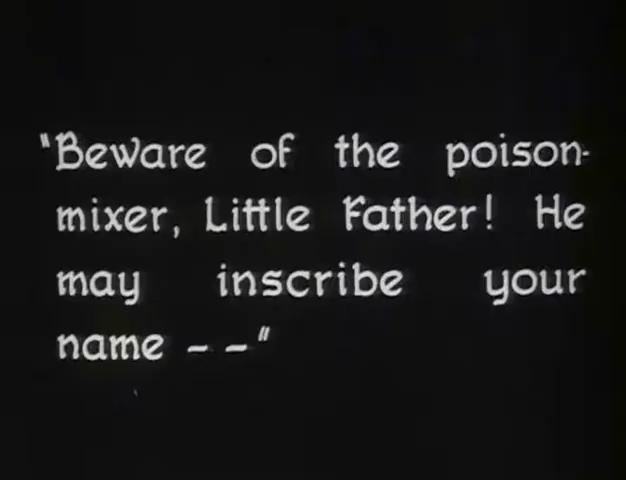 "Beware of the poison-
mixer, Little Father! He
may inscribe your
name - -"